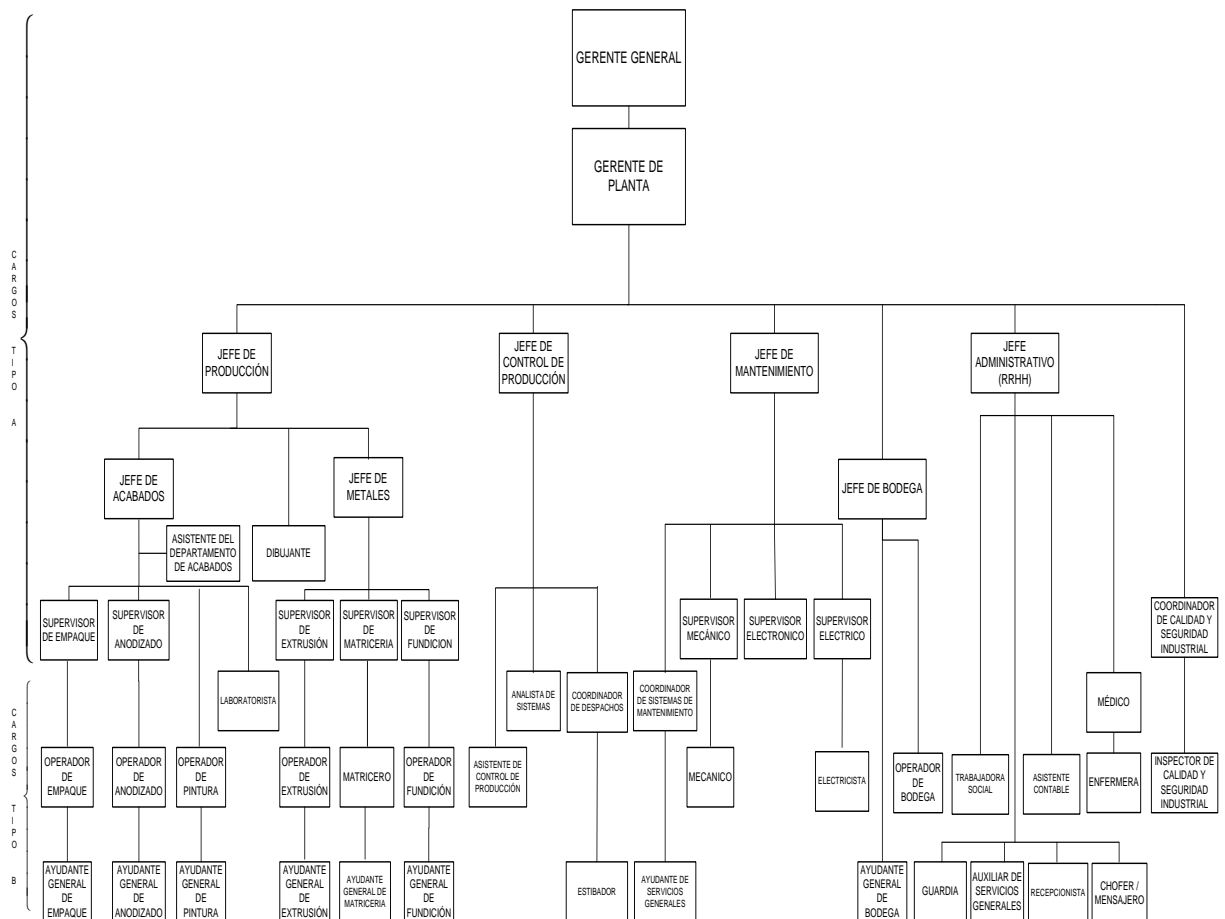 GERENTE GENERAL
GERENTE DE
PLANTA
CARGOS
TIPO
A
JEFE DE
PRODUCCIÓN
JEFE DE
CONTROL DE
PRODUCCIÓN
JEFE DE
MANTENIMIENTO
JEFE
ADMINISTRATIVO
(RRHH)
JEFE DE
ACABADOS
JEFE DE
METALES
JEFE DE BODEGA
ASISTENTE DEL
DEPARTAMENTO
DE ACABADOS
DIBUJANTE
SUPERVISOR
DE EMPAQUE
SUPERVISOR
DE
ANODIZADO
SUPERVISOR
DE
EXTRUSIÓN
SUPERVISOR
DE
MATRICERIA
SUPERVISOR
DE
FUNDICION
SUPERVISOR
MECÁNICO
SUPERVISOR
ELECTRONICO
SUPERVISOR
ELECTRICO
COORDINADOR
DE CALIDAD Y
SEGURIDAD
INDUSTRIAL
CARGOS
TIPO
B
LABORATORISTA
ANALISTA DE
SISTEMAS
COORDINADOR
DE DESPACHOS
COORDINADOR
DE SISTEMAS DE
MANTENIMIENTO
MÉDICO
OPERADOR
DE
EMPAQUE
OPERADOR
DE
ANODIZADO
OPERADOR
DE
PINTURA
OPERADOR
DE
EXTRUSIÓN
MATRICERO
OPERADOR
DE
FUNDICIÓN
ASISTENTE DE
CONTROL DE
PRODUCCIÓN
MECANICO
ELECTRICISTA
OPERADOR
DE
BODEGA
TRABAJADORA
SOCIAL
ASISTENTE
CONTABLE
ENFERMERA
INSPECTOR DE
CALIDAD Y
SEGURIDAD
INDUSTRIAL
AYUDANTE
GENERAL
DE
EMPAQUE
AYUDANTE
GENERAL
DE
ANODIZADO
AYUDANTE
GENERAL
DE
PINTURA
AYUDANTE
GENERAL
DE
EXTRUSIÓN
AYUDANTE
GENERAL DE
MATRICERIA
AYUDANTE
GENERAL
DE
FUNDICIÓN
ESTIBADOR
AYUDANTE DE
SERVICIOS
GENERALES
AYUDANTE
GENERAL
DE
BODEGA
GUARDIA
AUXILIAR DE
SERVICIOS
GENERALES
RECEPCIONISTA
CHOFER /
MENSAJERO